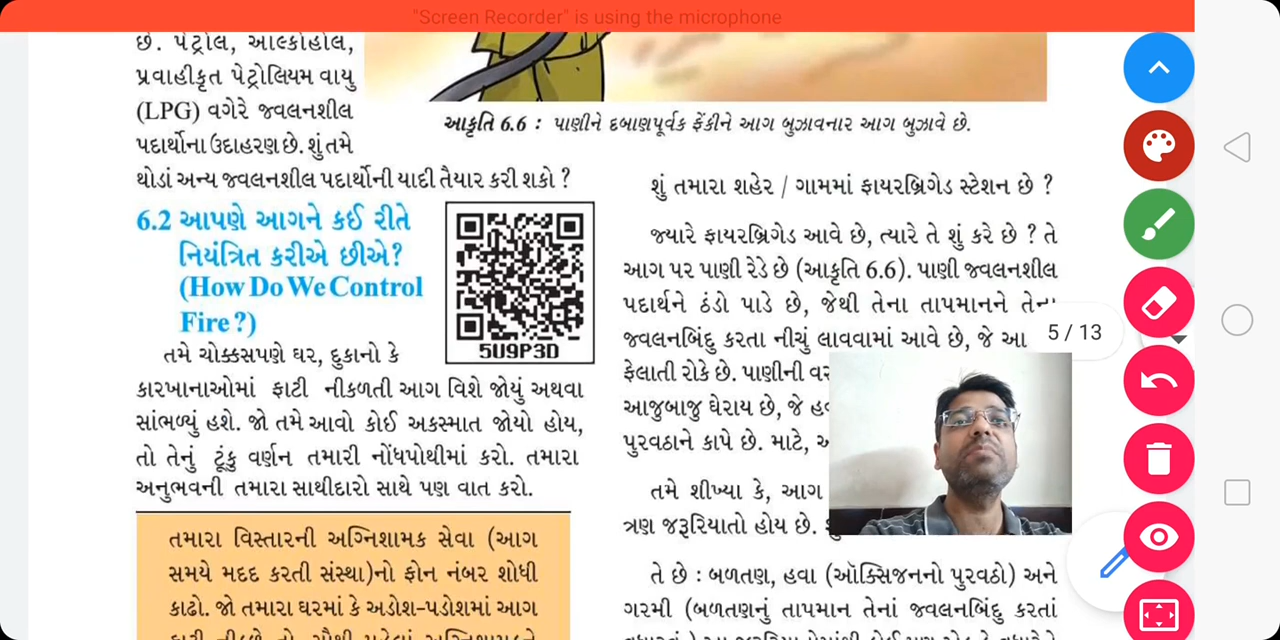 "Screen Recorder" is using the microphone
છે. પેટ્રોલ, આલ્કોહોલ,
પ્રવાહીકૃત પેટ્રોલિયમ વાયુ
(LPG) વગેરે જ્વલનશીલ
પદાર્થોના ઉદાહરણ છે. શું તમે
થોડાં અન્ય જ્વલનશીલ પદાર્થોની યાદી તૈયાર કરી શકો ?
આકૃતિ 6.6 : પાણીને દબાણપૂર્વક ફેંકીને આગ બુઝાવનાર આગ બુઝાવે છે.
6.2 આપણે આગને કઈ રીતે
નિયંત્રિત કરીએ છીએ?
(How Do We Control
Fire ?)
5U9P3D
તમે ચોક્કસપણે ઘર, દુકાનો કે
કારખાનાઓમાં ફાટી નીકળતી આગ વિશે જોયું અથવા
સાંભળ્યું હશે. જો તમે આવો કોઈ અકસ્માત જોયો હોય,
તો તેનું ટૂંકુ વર્ણન તમારી નોંધપોથીમાં કરો. તમારા
અનુભવની તમારા સાથીદારો સાથે પણ વાત કરો.
તમારા વિસ્તારની અગ્નિશામક સેવા (આગ
સમયે મદદ કરતી સંસ્થા)નો ફોન નંબર શોધી
કાઢો. જો તમારા ઘરમાં કે અડોશ-પડોશમાં આગ
શું તમારા શહેર / ગામમાં ફાયરબ્રિગેડ સ્ટેશન છે ?
જ્યારે ફાયરબ્રિગેડ આવે છે, ત્યારે તે શું કરે છે ? તે
આગ પર પાણી રેડે છે (આકૃતિ 6.6). પાણી જ્વલનશીલ
પદાર્થને ઠંડો પાડે છે, જેથી તેના તાપમાનને તેના
જ્વલનબિંદુ કરતા નીચું લાવવામાં આવે છે, જે આ
ફેલાતી રોકે છે. પાણીની
આજુબાજુ ઘેરાય છે, જે
પુરવઠાને કાપે છે. માટે,
તમે શીખ્યા કે, આગ
ત્રણ જરૂરિયાતો હોય છે.
તે છે : બળતણ, હવા (ઑક્સિજનનો પુરવઠો) અને
ગરમી (બળતણનું તાપમાન તેનાં જ્વલનબિંદુ કરતાં
5 / 13